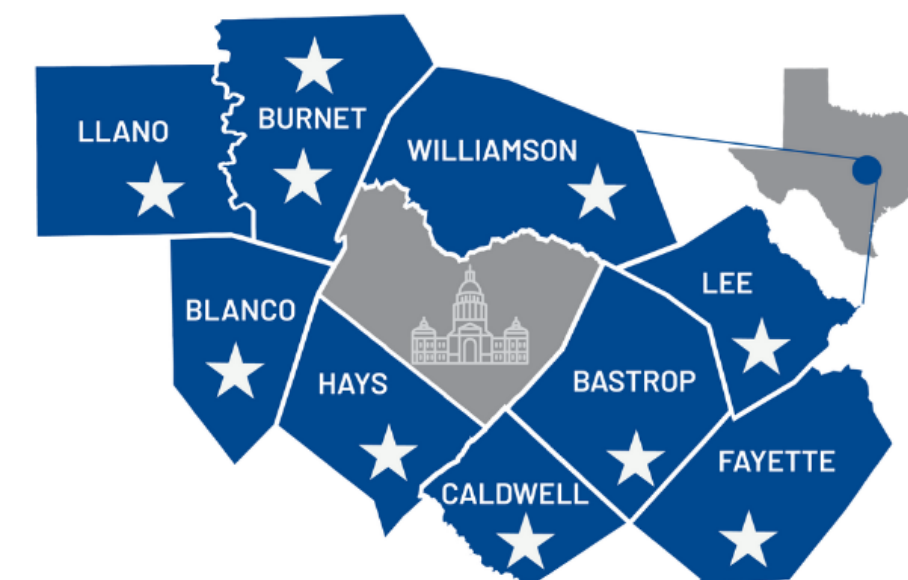 LLANO
BURNET
WILLIAMSON
BLANCO
HAYS
LEE
BASTROP
CALDWELL
FAYETTE